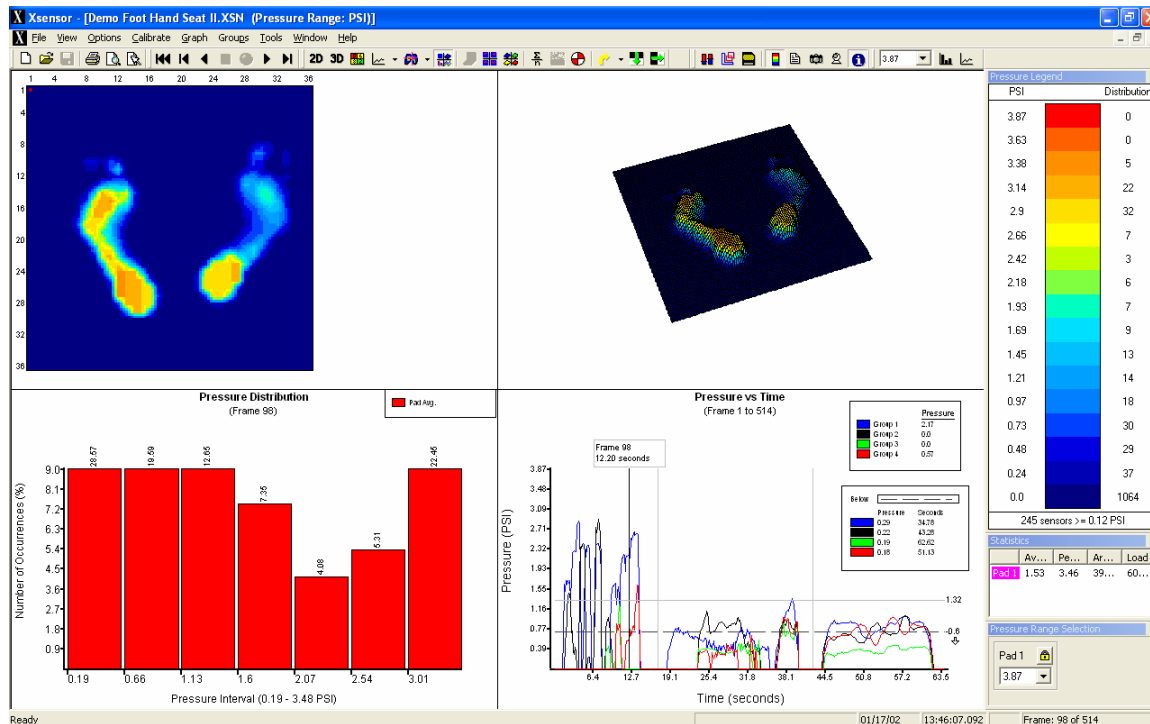 Xsensor - [Demo Foot Hand Seat II.XSN (Pressure Range: PSI)]
File View Options Calibrate Graph Groups Tools Window Help
2D 3D 3.87
1 4 8 12 16 20 24 28 32 36
1
4
8
12
16
20
24
28
32
36
Pressure Distribution
(Frame 98)
Pad Avg.
Number of Occurrences (%)
9.0
8.1
7.2
6.3
5.4
4.5
3.6
2.7
1.8
0.9
28.57 19.59 12.65 7.35 4.08 5.31 22.45
0.19 0.66 1.13 1.6 2.07 2.54 3.01
Pressure Interval (0.19 - 3.48 PSI)
Pressure vs Time
(Frame 1 to 514)
Pressure
Group 1 2.17
Group 2 0.0
Group 3 0.0
Group 4 0.57
Frame 98
12.20 seconds
Below
Pressure Seconds
0.29 34.78
0.22 43.28
0.19 62.62
0.18 51.13
Pressure (PSI)
3.87
3.48
3.09
2.71
2.32
1.93
1.55
1.16
0.77
0.39
1.32
-0.6
6.4 12.7 19.1 25.4 31.8 38.1 44.5 50.8 57.2 63.5
Time (seconds)
Pressure Legend
PSI Distribution
3.87 0
3.63 0
3.38 5
3.14 22
2.9 32
2.66 7
2.42 3
2.18 6
1.93 7
1.69 9
1.45 13
1.21 14
0.97 18
0.73 30
0.48 29
0.24 37
0.0 1064
245 sensors >= 0.12 PSI
Statistics
Av... Pe... Ar... Load
Pad 1 1.53 3.46 39... 60...
Pressure Range Selection
Pad 1
3.87
Ready 01/17/02 13:46:07.092 Frame: 98 of 514